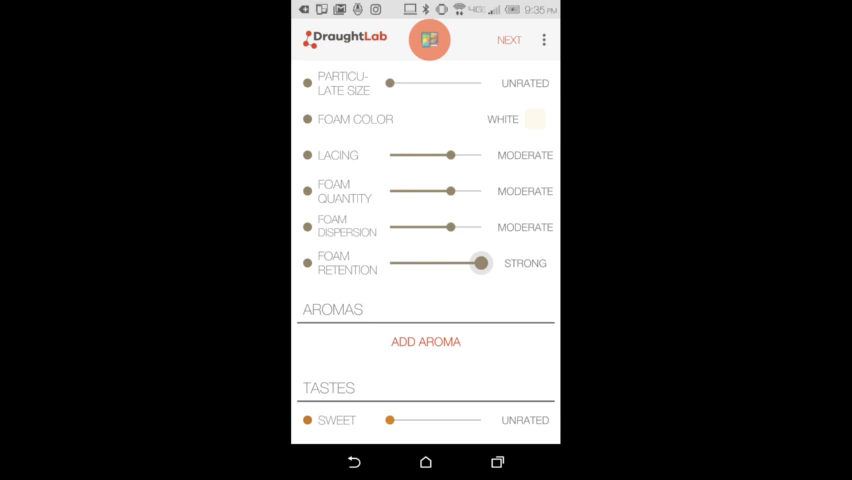 4G 9:35 PM
DraughtLab NEXT
PARTICU-
LATE SIZE UNRATED
FOAM COLOR WHITE
LACING MODERATE
FOAM
QUANTITY MODERATE
FOAM
DISPERSION MODERATE
FOAM
RETENTION STRONG
AROMAS
ADD AROMA
TASTES
SWEET UNRATED